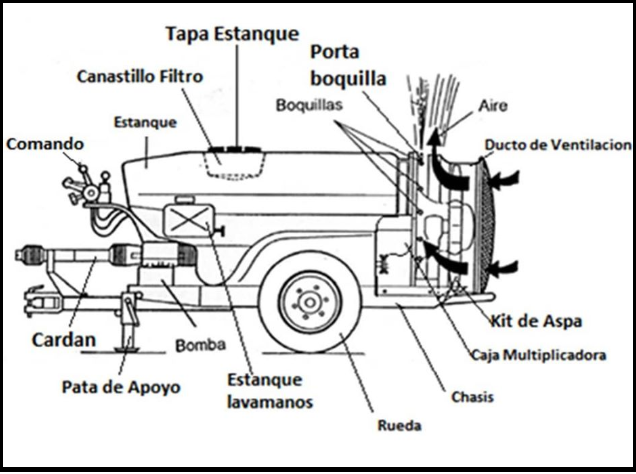 Tapa Estanque
Porta
boquilla
Canastillo Filtro
Boquillas
Aire
Estanque
Comando
Ducto de Ventilacion
Kit de Aspa
Cardan
Bomba
Caja Multiplicadora
Pata de Apoyo
Estanque
lavamanos
Chasis
Rueda